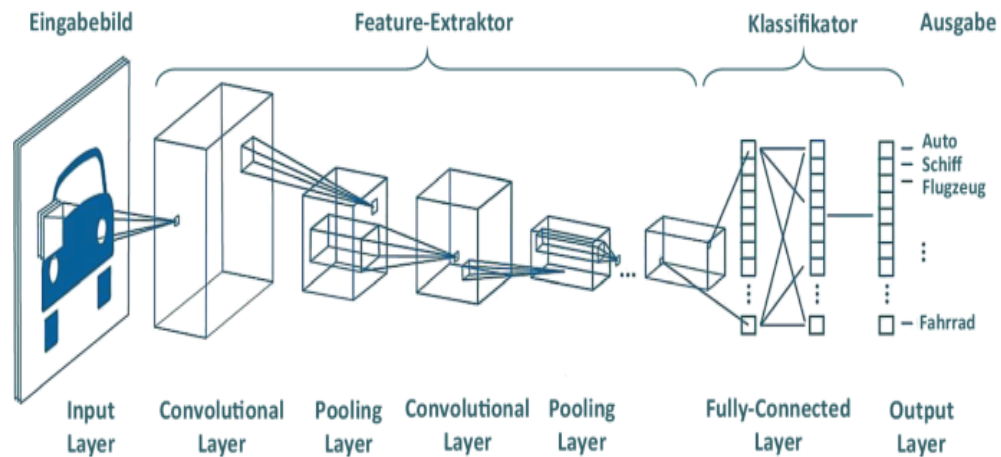 Eingabebild
Feature-Extraktor
Klassifikator
Ausgabe
Auto
Schiff
Flugzeug
...
⋮
⋮
⋮
⋮
Fahrrad
Input
Layer
Convolutional
Layer
Pooling
Layer
Convolutional
Layer
Pooling
Layer
Fully-Connected
Layer
Output
Layer